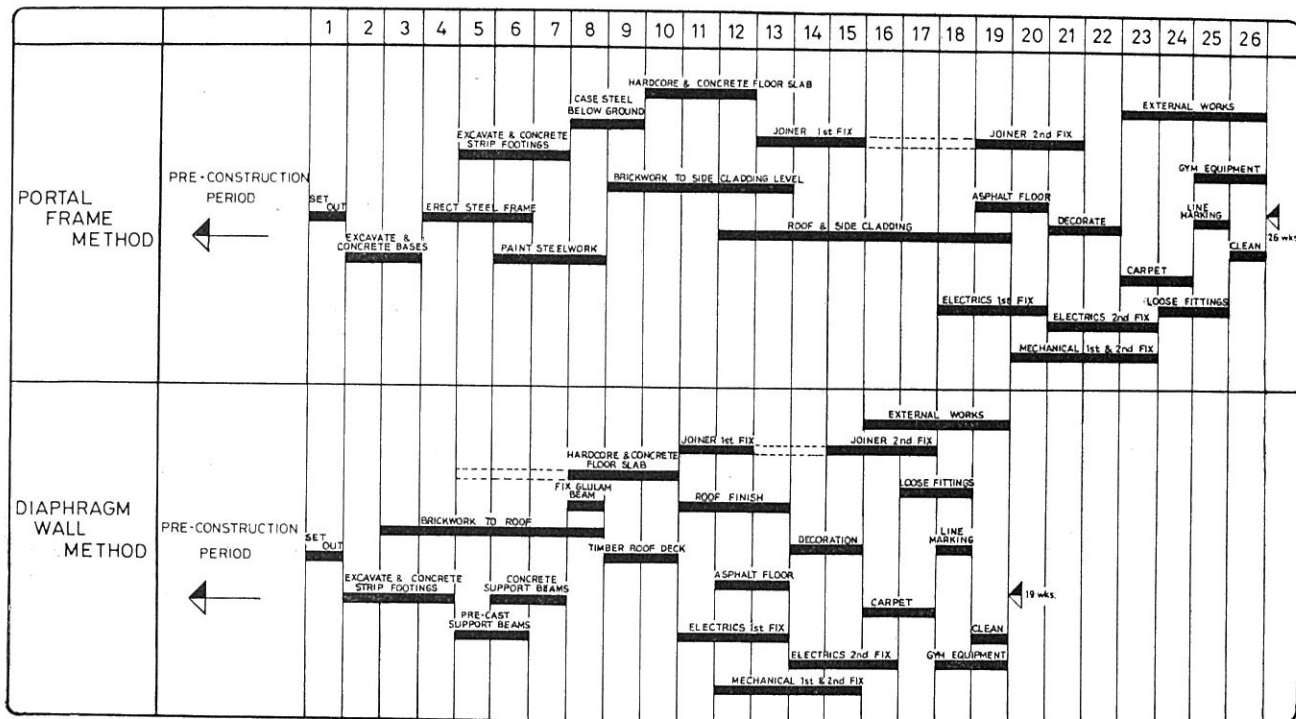 1 2 3 4 5 6 7 8 9 10 11 12 13 14 15 16 17 18 19 20 21 22 23 24 25 26
PORTAL
FRAME
METHOD
PRE-CONSTRUCTION
PERIOD
SET
OUT
EXCAVATE &
CONCRETE BASES
ERECT STEEL FRAME
EXCAVATE & CONCRETE
STRIP FOOTINGS
PAINT STEELWORK
CASE STEEL
BELOW GROUND
HARDCORE & CONCRETE FLOOR SLAB
BRICKWORK TO SIDE CLADDING LEVEL
JOINER 1st FIX
JOINER 2nd FIX
ROOF & SIDE CLADDING
ASPHALT FLOOR
DECORATE
ELECTRICS 1st FIX
ELECTRICS 2nd FIX
MECHANICAL 1st & 2nd FIX
EXTERNAL WORKS
GYM EQUIPMENT
LINE
MARKING
CLEAN
CARPET
LOOSE FITTINGS
26 wks
DIAPHRAGM
WALL
METHOD
PRE-CONSTRUCTION
PERIOD
SET
OUT
EXCAVATE & CONCRETE
STRIP FOOTINGS
BRICKWORK TO ROOF
PRE-CAST
SUPPORT BEAMS
CONCRETE
SUPPORT BEAMS
HARDCORE & CONCRETE
FLOOR SLAB
FIX GLULAM
BEAM
TIMBER ROOF DECK
JOINER 1st FIX
JOINER 2nd FIX
ROOF FINISH
ASPHALT FLOOR
ELECTRICS 1st FIX
ELECTRICS 2nd FIX
MECHANICAL 1st & 2nd FIX
DECORATION
EXTERNAL WORKS
LOOSE FITTINGS
LINE
MARKING
CARPET
CLEAN
GYM EQUIPMENT
19 wks.